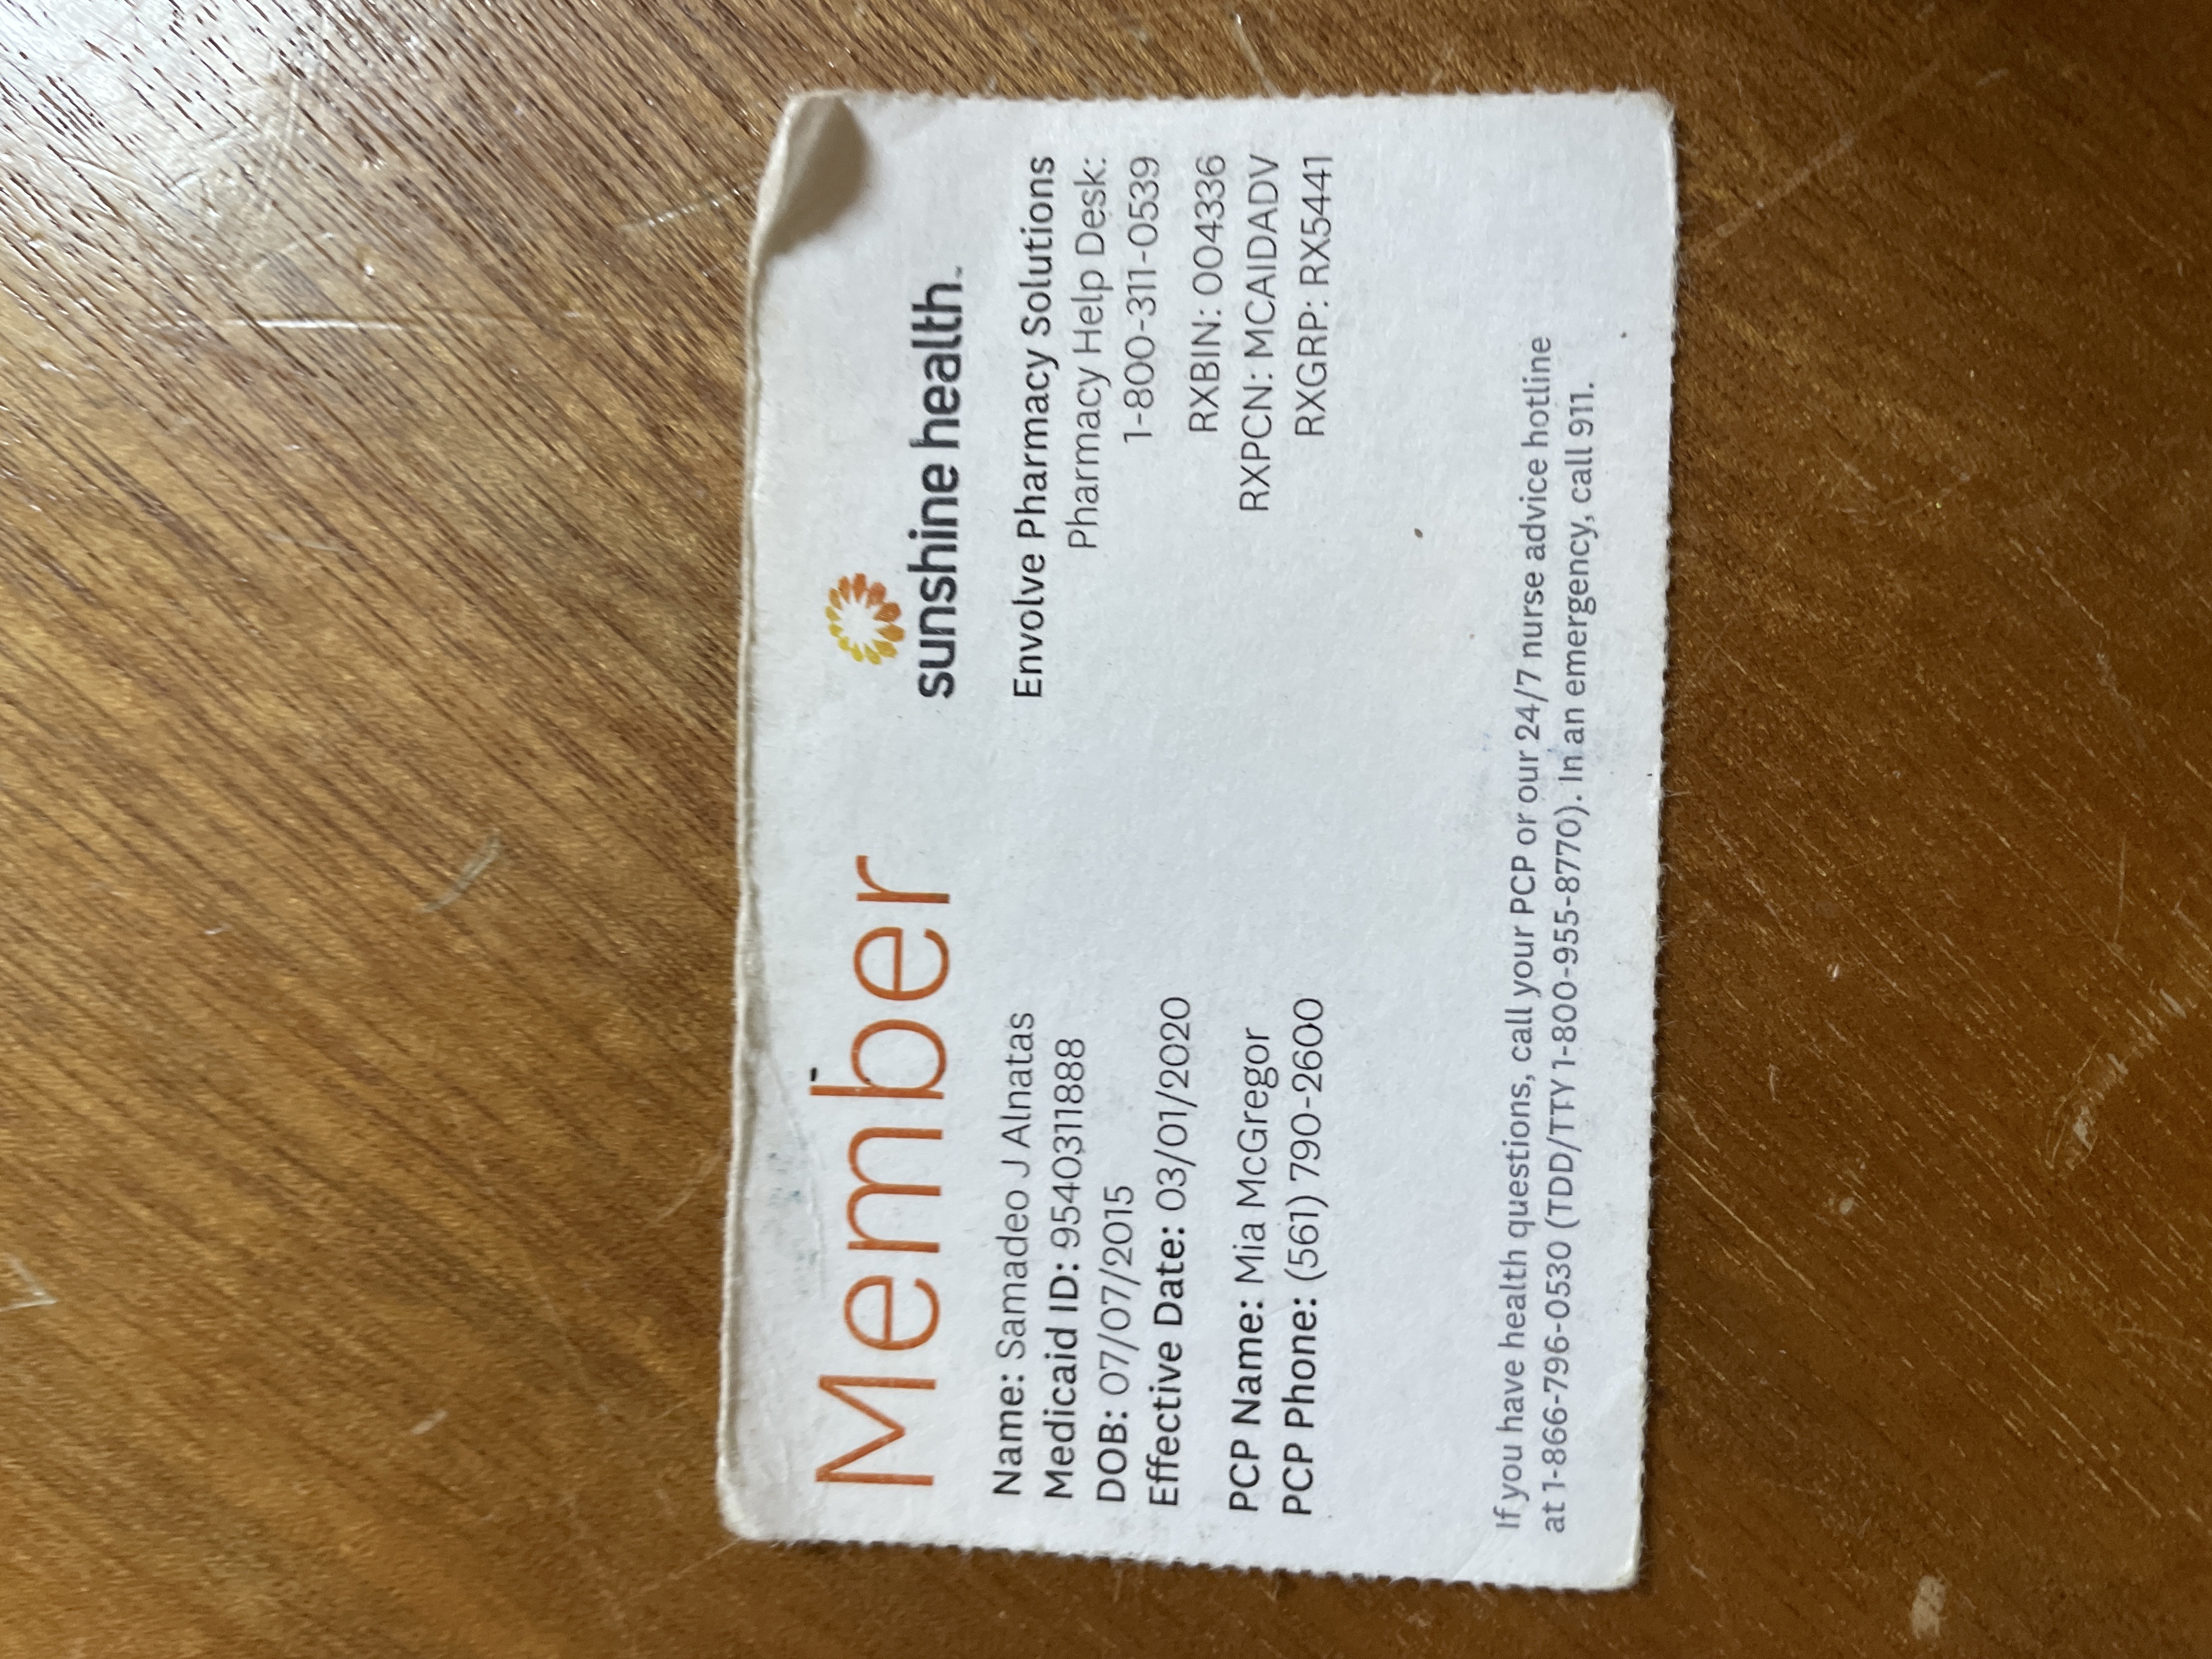 Member
sunshine health™
Name: Samadeo J Alnatas
Medicaid ID: 9540311888
DOB: 07/07/2015
Effective Date: 03/01/2020
PCP Name: Mia McGregor
PCP Phone: (561) 790-2600
Envolve Pharmacy Solutions
Pharmacy Help Desk:
1-800-311-0539
RXBIN: 004336
RXPCN: MCAIDADV
RXGRP: RX5441
If you have health questions, call your PCP or our 24/7 nurse advice hotline
at 1-866-796-0530 (TDD/TTY 1-800-955-8770). In an emergency, call 911.